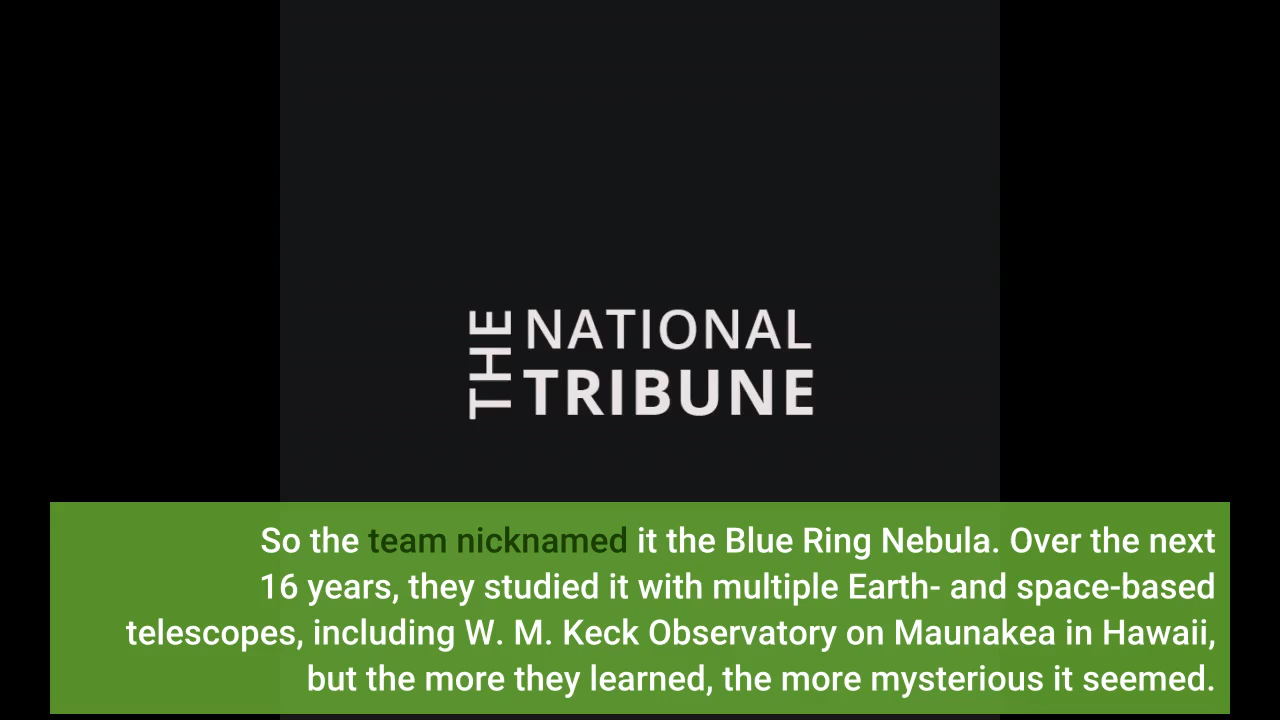 THE
NATIONAL
TRIBUNE
So the team nicknamed it the Blue Ring Nebula. Over the next
16 years, they studied it with multiple Earth- and space-based
telescopes, including W. M. Keck Observatory on Maunakea in Hawaii,
but the more they learned, the more mysterious it seemed.